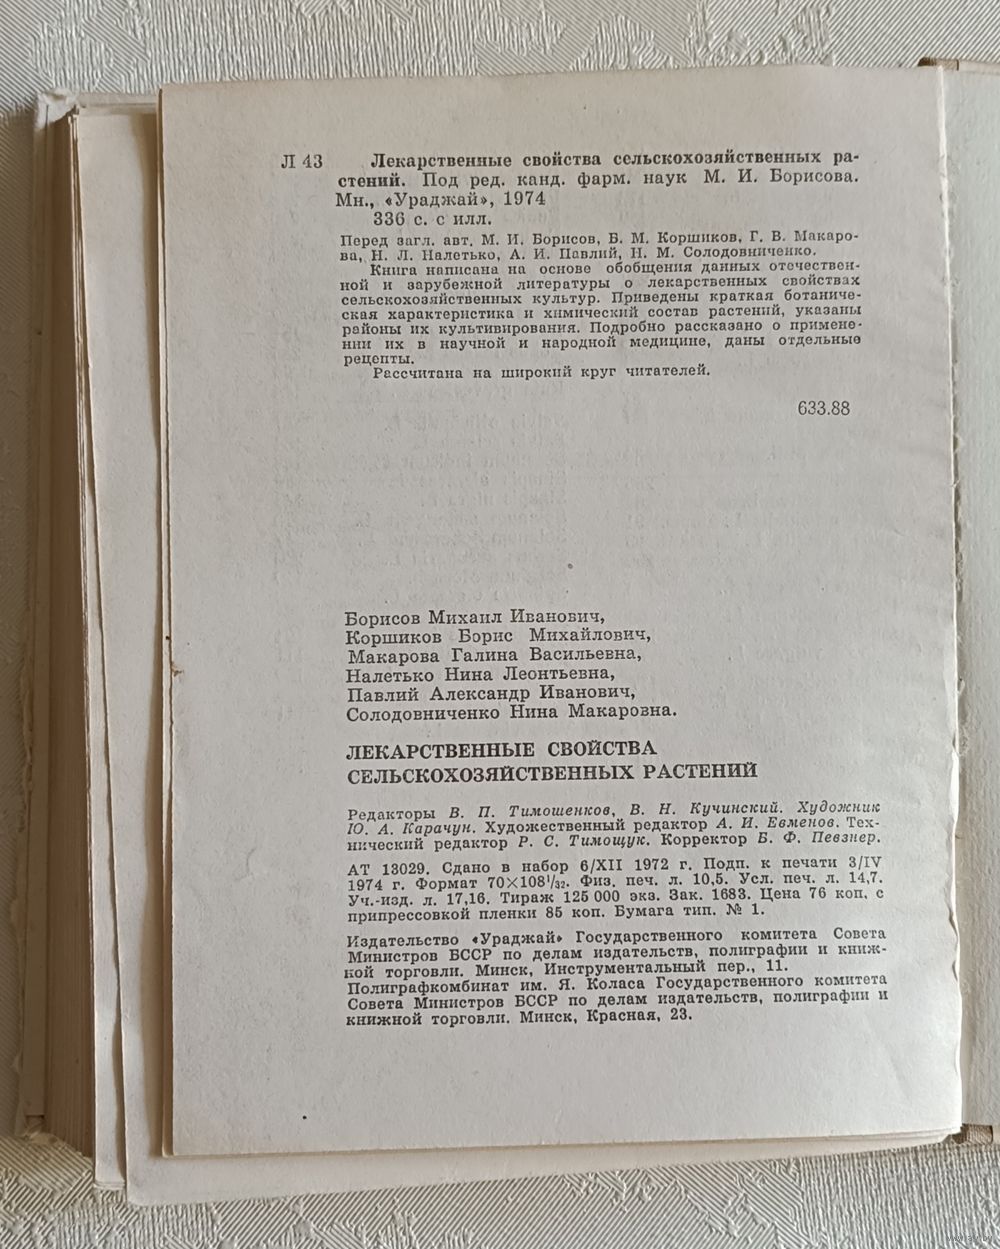 Л 43 Лекарственные свойства сельскохозяйственных ра-
стений. Под ред. канд. фарм. наук М. И. Борисова.
Мн., «Ураджай», 1974
336 с. с илл.
Перед загл. авт. М. И. Борисов, Б. М. Коршиков, Г. В. Макаро-
ва, Н. Л. Налетько, А. И. Павлий, Н. М. Солодовниченко.
Книга написана на основе обобщения данных отечествен-
ной и зарубежной литературы о лекарственных свойствах
сельскохозяйственных культур. Приведены краткая ботаниче-
ская характеристика и химический состав растений, указаны
районы их культивирования. Подробно рассказано о примене-
нии их в научной и народной медицине, даны отдельные
рецепты.
Рассчитана на широкий круг читателей.
633.88
Борисов Михаил Иванович,
Коршиков Борис Михайлович,
Макарова Галина Васильевна,
Налетько Нина Леонтьевна,
Павлий Александр Иванович,
Солодовниченко Нина Макаровна.
ЛЕКАРСТВЕННЫЕ СВОЙСТВА
СЕЛЬСКОХОЗЯЙСТВЕННЫХ РАСТЕНИЙ
Редакторы В. П. Тимошенков, В. Н. Кучинский. Художник
Ю. А. Карачун. Художественный редактор А. И. Евменов. Тех-
нический редактор Р. С. Тимощук. Корректор Б. Ф. Певзнер.
АТ 13029. Сдано в набор 6/XII 1972 г. Подп. к печати 3/IV
1974 г. Формат 70×108¹/₃₂. Физ. печ. л. 10,5. Усл. печ. л. 14,7.
Уч.-изд. л. 17,16. Тираж 125 000 экз. Зак. 1683. Цена 76 коп. с
припрессовкой пленки 85 коп. Бумага тип. № 1.
Издательство «Ураджай» Государственного комитета Совета
Министров БССР по делам издательств, полиграфии и книж-
ной торговли. Минск, Инструментальный пер., 11.
Полиграфкомбинат им. Я. Коласа Государственного комитета
Совета Министров БССР по делам издательств, полиграфии и
книжной торговли. Минск, Красная, 23.